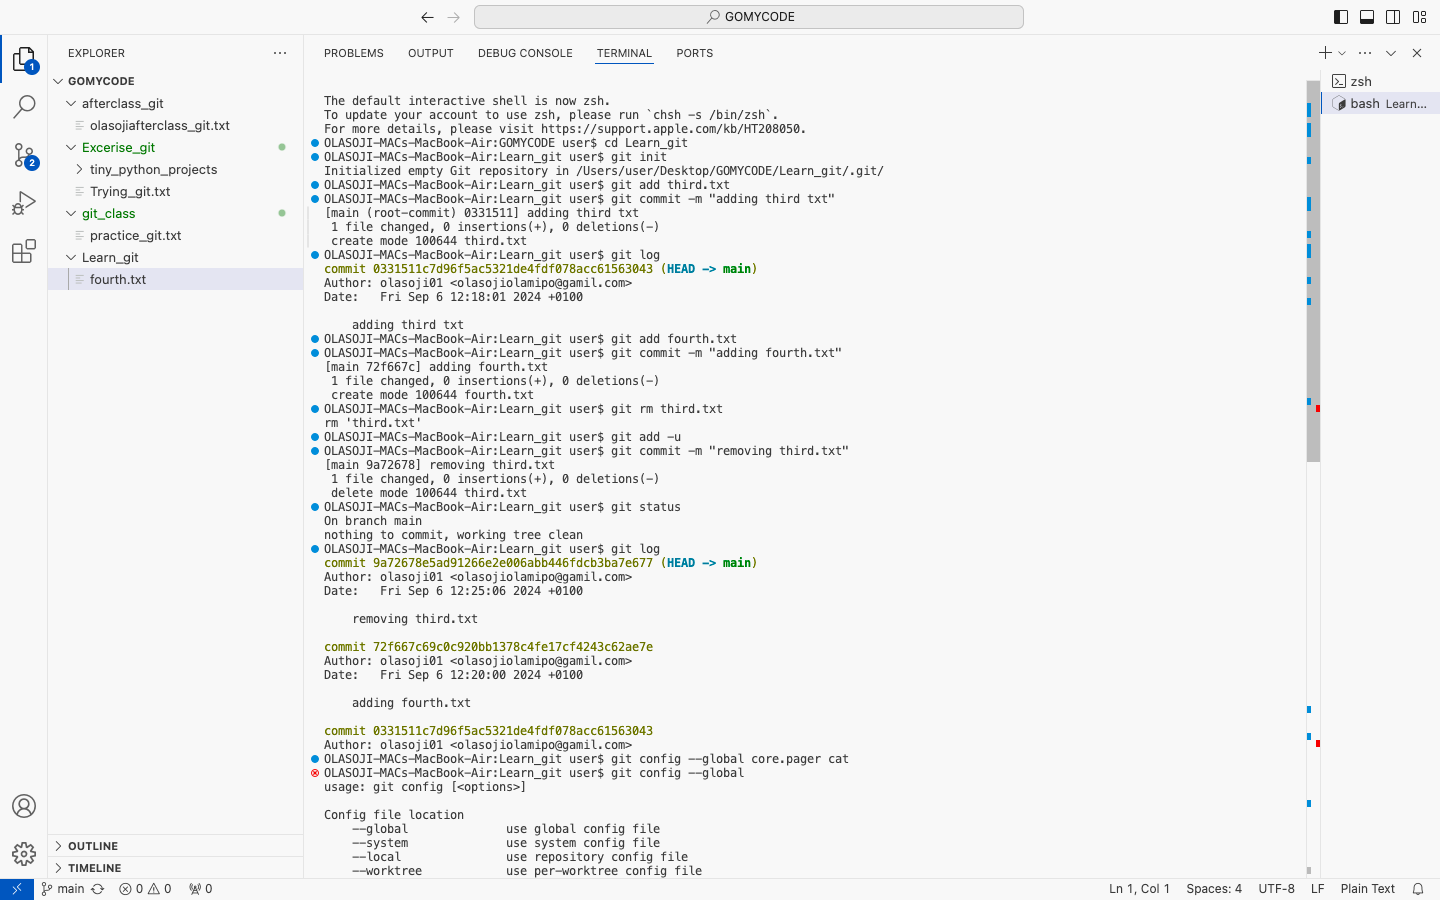 GOMYCODE
EXPLORER
GOMYCODE
afterclass_git
olasojiafterclass_git.txt
Excerise_git
tiny_python_projects
Trying_git.txt
git_class
practice_git.txt
Learn_git
fourth.txt
OUTLINE
TIMELINE
1
2
PROBLEMS OUTPUT DEBUG CONSOLE TERMINAL PORTS
zsh
bash Learn...
The default interactive shell is now zsh.
To update your account to use zsh, please run `chsh -s /bin/zsh`.
For more details, please visit https://support.apple.com/kb/HT208050.
OLASOJI-MACs-MacBook-Air:GOMYCODE user$ cd Learn_git
OLASOJI-MACs-MacBook-Air:Learn_git user$ git init
Initialized empty Git repository in /Users/user/Desktop/GOMYCODE/Learn_git/.git/
OLASOJI-MACs-MacBook-Air:Learn_git user$ git add third.txt
OLASOJI-MACs-MacBook-Air:Learn_git user$ git commit -m "adding third txt"
[main (root-commit) 0331511] adding third txt
1 file changed, 0 insertions(+), 0 deletions(-)
create mode 100644 third.txt
OLASOJI-MACs-MacBook-Air:Learn_git user$ git log
commit 0331511c7d96f5ac5321de4fdf078acc61563043 (HEAD -> main)
Author: olasoji01 <olasojiolamipo@gamil.com>
Date:   Fri Sep 6 12:18:01 2024 +0100
adding third txt
OLASOJI-MACs-MacBook-Air:Learn_git user$ git add fourth.txt
OLASOJI-MACs-MacBook-Air:Learn_git user$ git commit -m "adding fourth.txt"
[main 72f667c] adding fourth.txt
1 file changed, 0 insertions(+), 0 deletions(-)
create mode 100644 fourth.txt
OLASOJI-MACs-MacBook-Air:Learn_git user$ git rm third.txt
rm 'third.txt'
OLASOJI-MACs-MacBook-Air:Learn_git user$ git add -u
OLASOJI-MACs-MacBook-Air:Learn_git user$ git commit -m "removing third.txt"
[main 9a72678] removing third.txt
1 file changed, 0 insertions(+), 0 deletions(-)
delete mode 100644 third.txt
OLASOJI-MACs-MacBook-Air:Learn_git user$ git status
On branch main
nothing to commit, working tree clean
OLASOJI-MACs-MacBook-Air:Learn_git user$ git log
commit 9a72678e5ad91266e2e006abb446fdcb3ba7e677 (HEAD -> main)
Author: olasoji01 <olasojiolamipo@gamil.com>
Date:   Fri Sep 6 12:25:06 2024 +0100
removing third.txt
commit 72f667c69c0c920bb1378c4fe17cf4243c62ae7e
Author: olasoji01 <olasojiolamipo@gamil.com>
Date:   Fri Sep 6 12:20:00 2024 +0100
adding fourth.txt
commit 0331511c7d96f5ac5321de4fdf078acc61563043
Author: olasoji01 <olasojiolamipo@gamil.com>
OLASOJI-MACs-MacBook-Air:Learn_git user$ git config --global core.pager cat
OLASOJI-MACs-MacBook-Air:Learn_git user$ git config --global
usage: git config [<options>]
Config file location
--global              use global config file
--system              use system config file
--local               use repository config file
--worktree            use per-worktree config file
main 0 0 0 Ln 1, Col 1 Spaces: 4 UTF-8 LF Plain Text